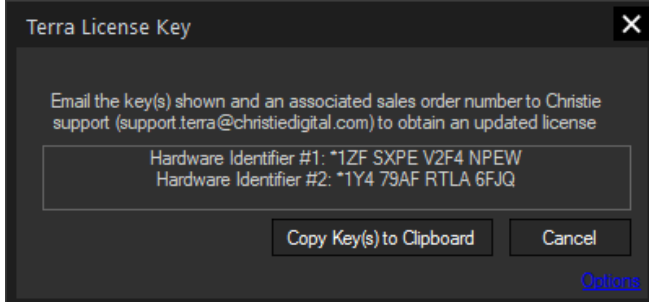 Terra License Key
Email the key(s) shown and an associated sales order number to Christie
support (support.terra@christiedigital.com) to obtain an updated license
Hardware Identifier #1: *1ZF SXPE V2F4 NPEW
Hardware Identifier #2: *1Y4 79AF RTLA 6FJQ
Copy Key(s) to Clipboard
Cancel
Options